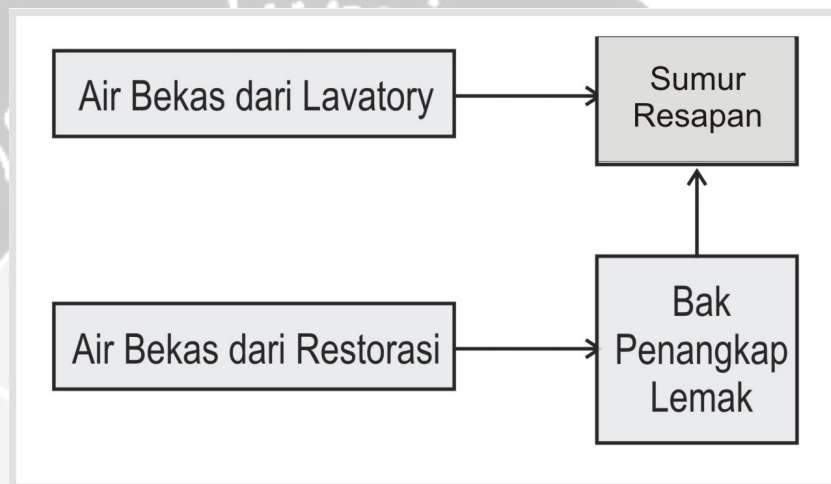 Air Bekas dari Lavatory
Sumur
Resapan
Air Bekas dari Restorasi
Bak
Penangkap
Lemak